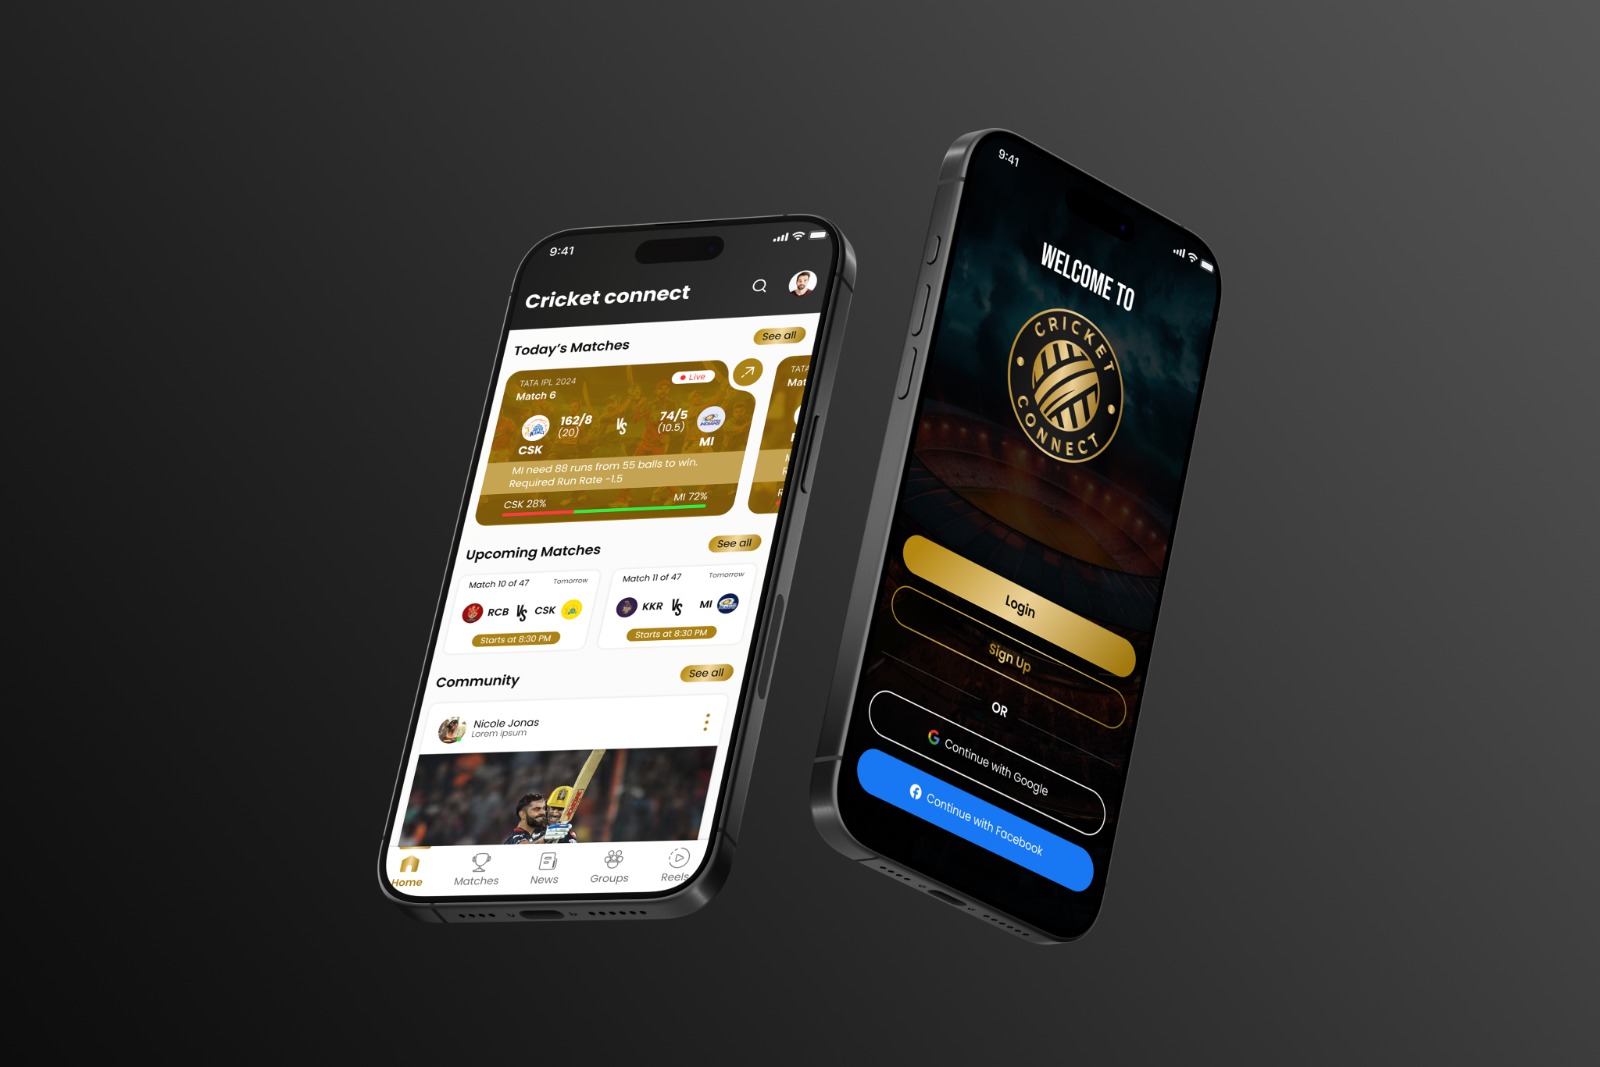 9:41
Cricket connect
Today's Matches
See all
TATA IPL 2024
Match 6
Live
162/8
(20)
VS
74/5
(10.5)
CSK
MI
MI need 88 runs from 55 balls to win.
Required Run Rate -1.5
CSK 28%
MI 72%
Upcoming Matches
See all
Match 10 of 47
Tomorrow
RCB VS CSK
Starts at 8:30 PM
Match 11 of 47
Tomorrow
KKR VS MI
Starts at 8:30 PM
Community
See all
Nicole Jonas
Lorem ipsum
Home
Matches
News
Groups
Reels
9:41
WELCOME TO
CRICKET
CONNECT
Login
Sign Up
OR
Continue with Google
Continue with Facebook